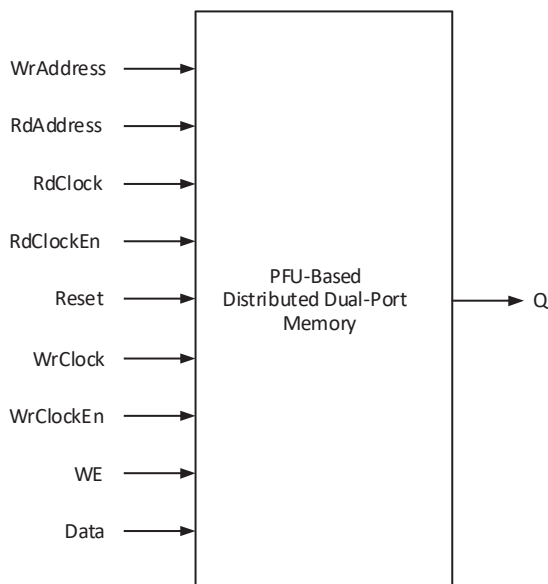 WrAddress
RdAddress
RdClock
RdClockEn
Reset
WrClock
WrClockEn
WE
Data
PFU-Based
Distributed Dual-Port
Memory
Q